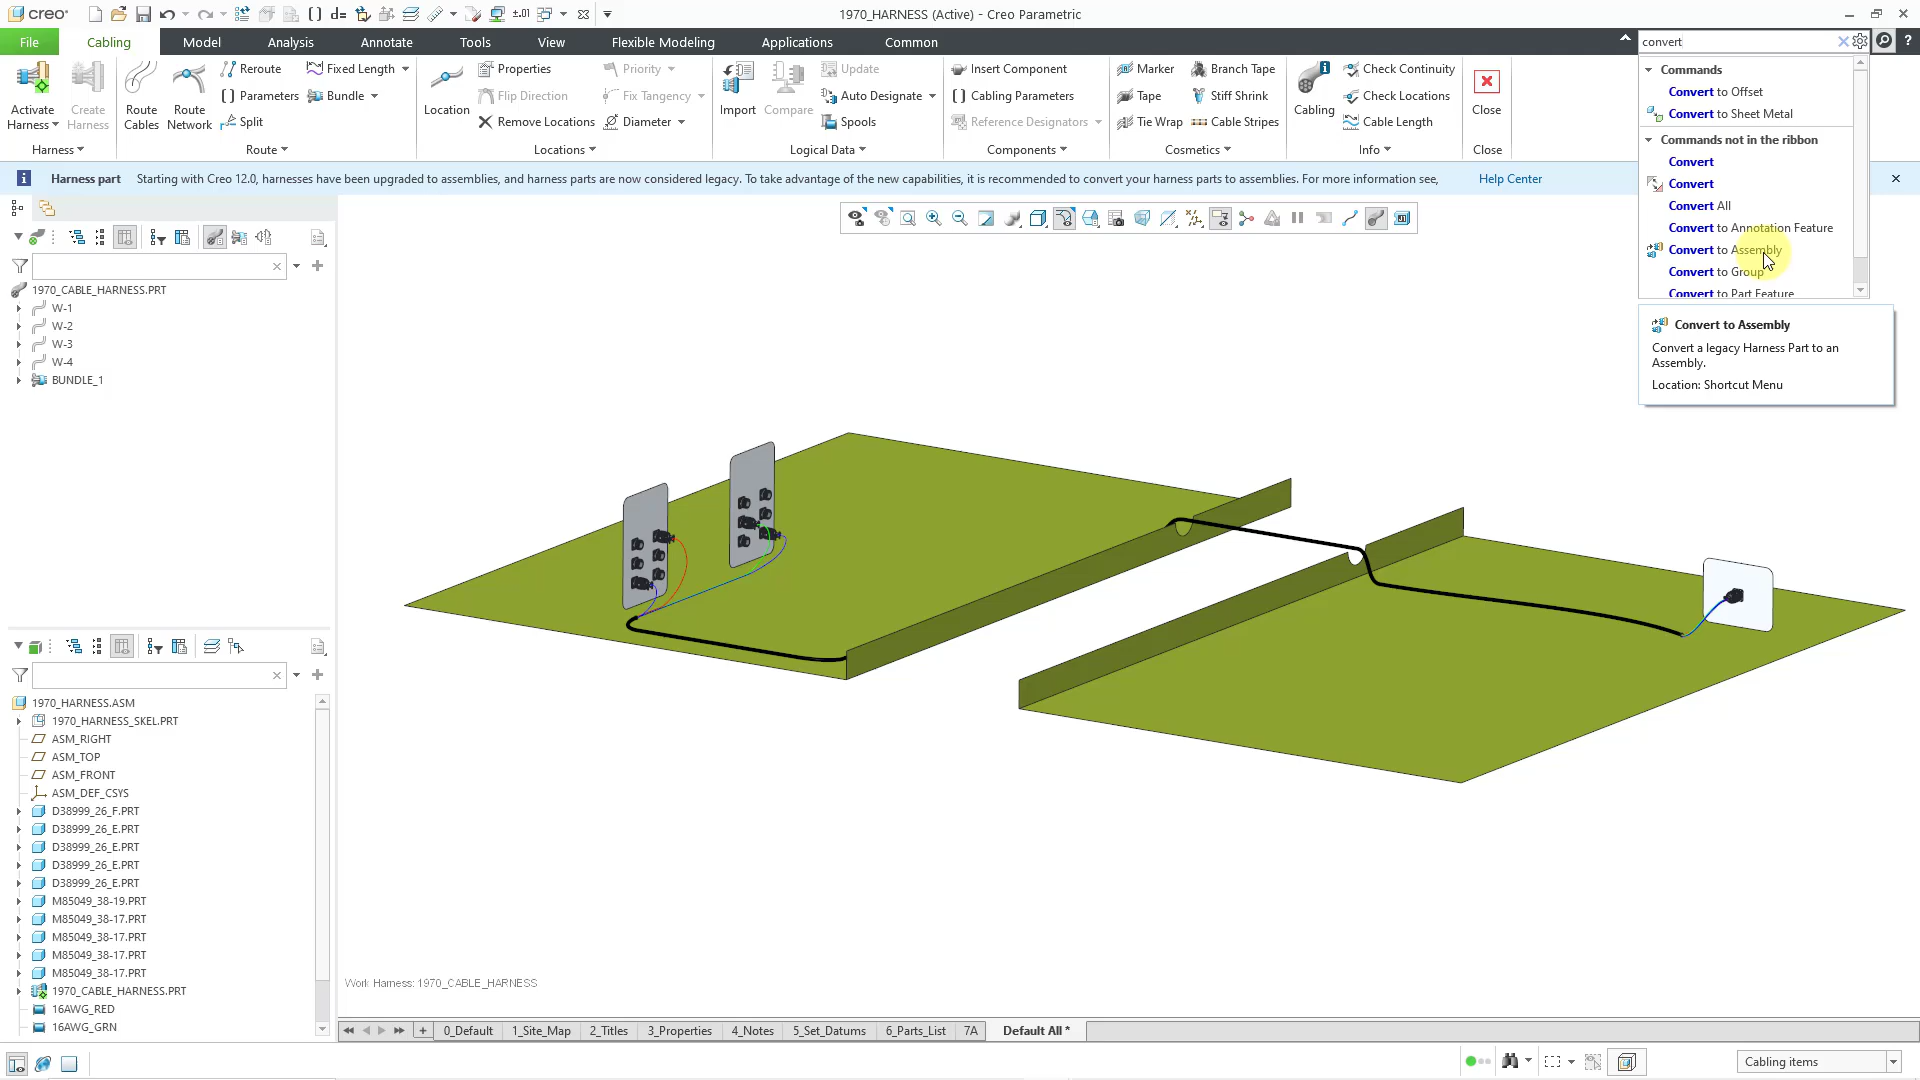 creo
1970_HARNESS (Active) - Creo Parametric
File
Cabling
Model
Analysis
Annotate
Tools
View
Flexible Modeling
Applications
Common
convert
Activate
Harness
Create
Harness
Harness
Route
Cables
Route
Network
Reroute
Parameters
Split
Fixed Length
Bundle
Route
Location
Properties
Flip Direction
Remove Locations
Priority
Fix Tangency
Diameter
Locations
Import
Compare
Update
Auto Designate
Spools
Logical Data
Insert Component
Cabling Parameters
Reference Designators
Components
Marker
Tape
Tie Wrap
Branch Tape
Stiff Shrink
Cable Stripes
Cosmetics
Cabling
Check Continuity
Check Locations
Cable Length
Info
Close
Close
Commands
Convert to Offset
Convert to Sheet Metal
Commands not in the ribbon
Convert
Convert
Convert All
Convert to Annotation Feature
Convert to Assembly
Convert to Group
Convert to Part Feature
Convert to Assembly
Convert a legacy Harness Part to an
Assembly.
Location: Shortcut Menu
Harness part Starting with Creo 12.0, harnesses have been upgraded to assemblies, and harness parts are now considered legacy. To take advantage of the new capabilities, it is recommended to convert your harness parts to assemblies. For more information see, Help Center
1970_CABLE_HARNESS.PRT
W-1
W-2
W-3
W-4
BUNDLE_1
1970_HARNESS.ASM
1970_HARNESS_SKEL.PRT
ASM_RIGHT
ASM_TOP
ASM_FRONT
ASM_DEF_CSYS
D38999_26_F.PRT
D38999_26_E.PRT
D38999_26_E.PRT
D38999_26_E.PRT
D38999_26_E.PRT
M85049_38-19.PRT
M85049_38-17.PRT
M85049_38-17.PRT
M85049_38-17.PRT
M85049_38-17.PRT
1970_CABLE_HARNESS.PRT
16AWG_RED
16AWG_GRN
Work Harness: 1970_CABLE_HARNESS
0_Default
1_Site_Map
2_Titles
3_Properties
4_Notes
5_Set_Datums
6_Parts_List
7A
Default All *
Cabling items